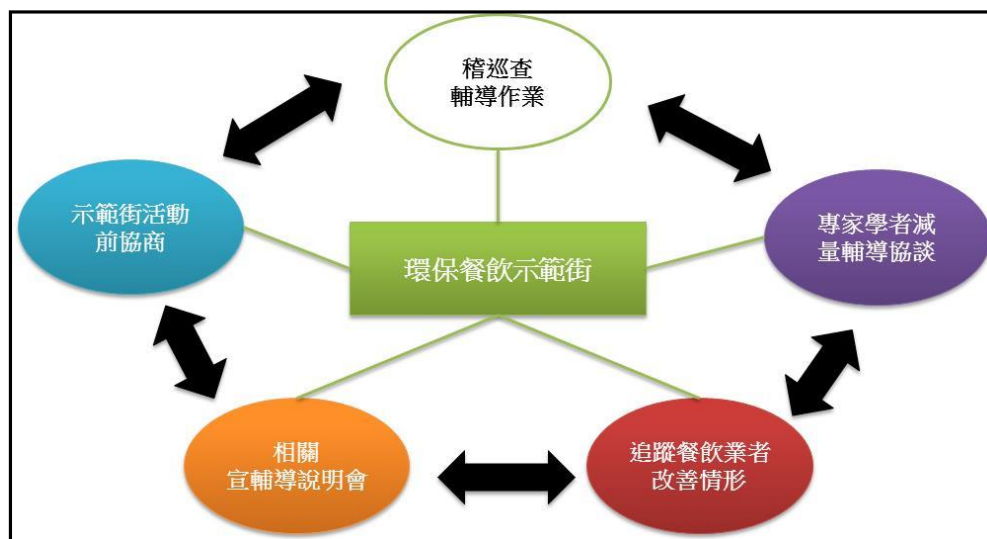 稽巡查
輔導作業
示範街活動
前協商
專家學者減
量輔導協談
環保餐飲示範街
相關
宣輔導說明會
追蹤餐飲業者
改善情形